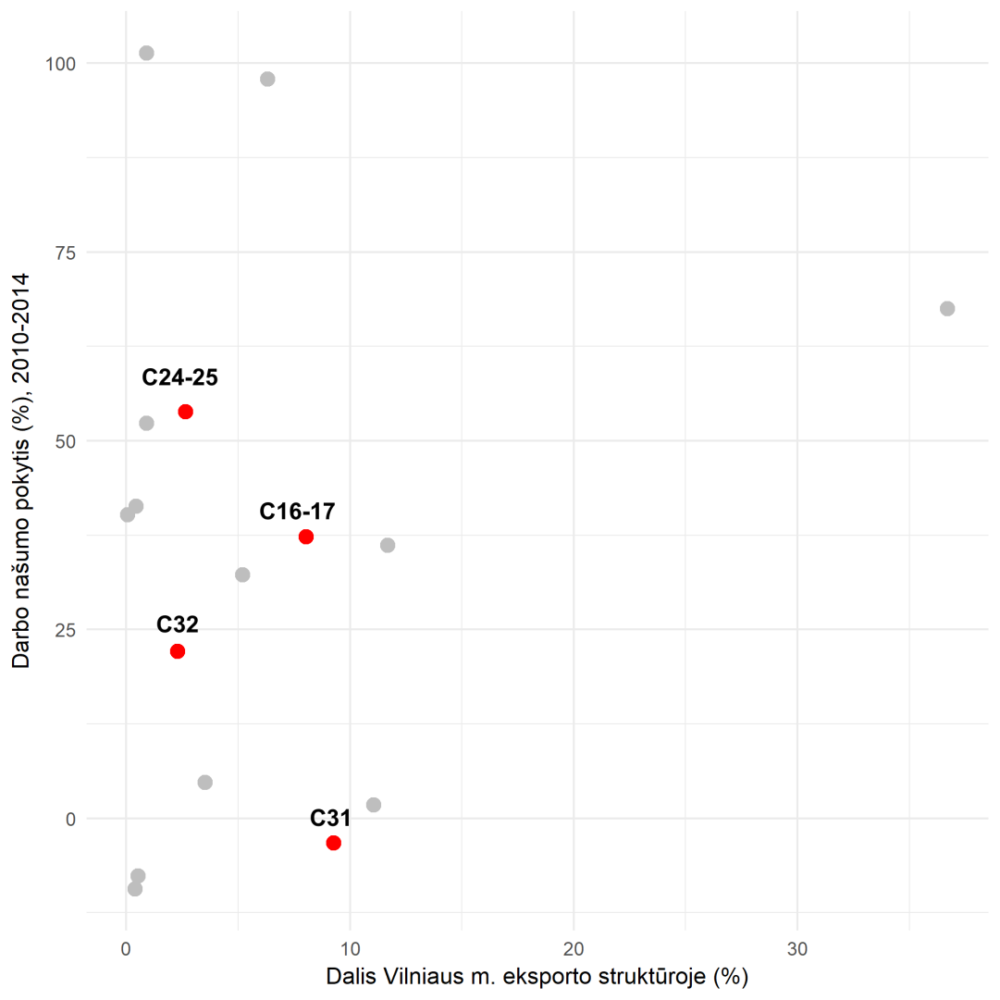 100
75
50
25
0
C24-25
C16-17
C32
C31
0
10
20
30
Dalis Vilniaus m. eksporto struktūroje (%)
Darbo našumo pokytis (%), 2010-2014